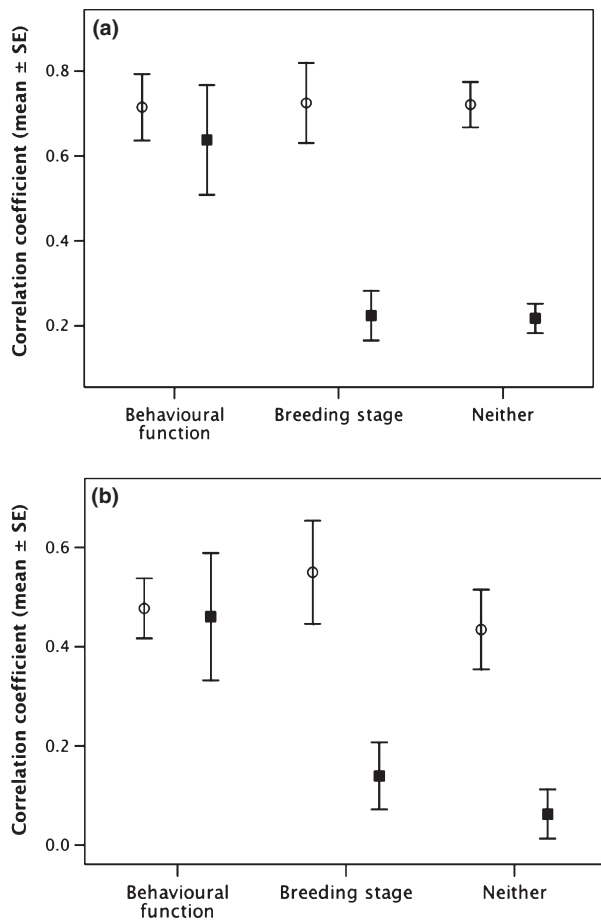 (a)
Correlation coefficient (mean ± SE)
0.8
0.6
0.4
0.2
Behavioural
function
Breeding stage
Neither
(b)
Correlation coefficient (mean ± SE)
0.6
0.4
0.2
0.0
Behavioural
function
Breeding stage
Neither